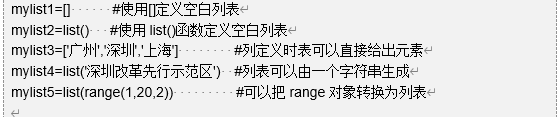 mylist1=[]      #使用[]定义空白列表
mylist2=list()   #使用 list()函数定义空白列表
mylist3=['广州','深圳','上海']         #列定义时表可以直接给出元素
mylist4=list('深圳改革先行示范区')  #列表可以由一个字符串生成
mylist5=list(range(1,20,2))         #可以把 range 对象转换为列表